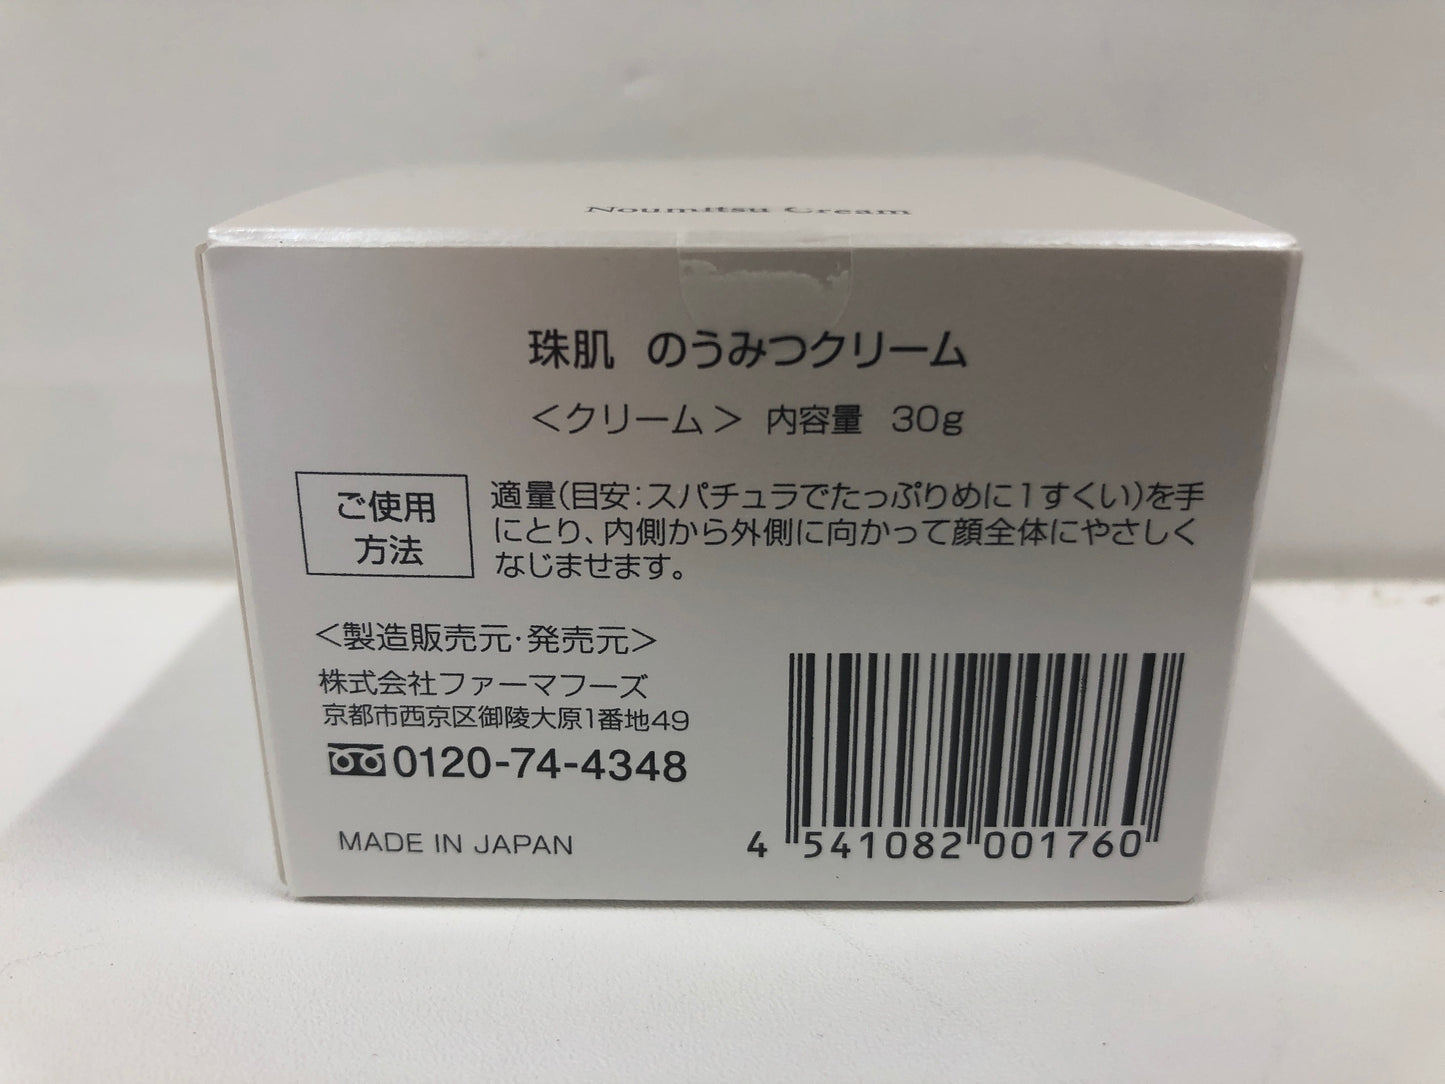 Noumitsu Cream
珠肌 のうみつクリーム
＜クリーム＞ 内容量 30g
ご使用
方法
適量(目安:スパチュラでたっぷりめに1すくい)を手
にとり、内側から外側に向かって顔全体にやさしく
なじませます。
＜製造販売元・発売元＞
株式会社ファーマフーズ
京都市西京区御陵大原1番地49
0120-74-4348
MADE IN JAPAN
4 541082 001760